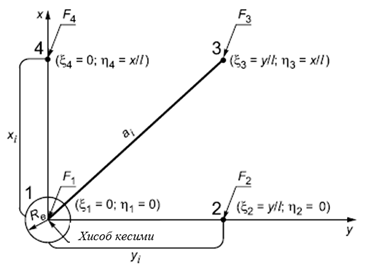 x
F₄
F₃
4
(ξ₄ = 0; η₄ = x/l)
3
(ξ₃ = y/l; η₃ = x/l)
xᵢ
aᵢ
1
F₁
F₂
Rₑ
(ξ₁ = 0; η₁ = 0)
2
(ξ₂ = y/l; η₂ = 0)
Хисоб кесими
y
yᵢ